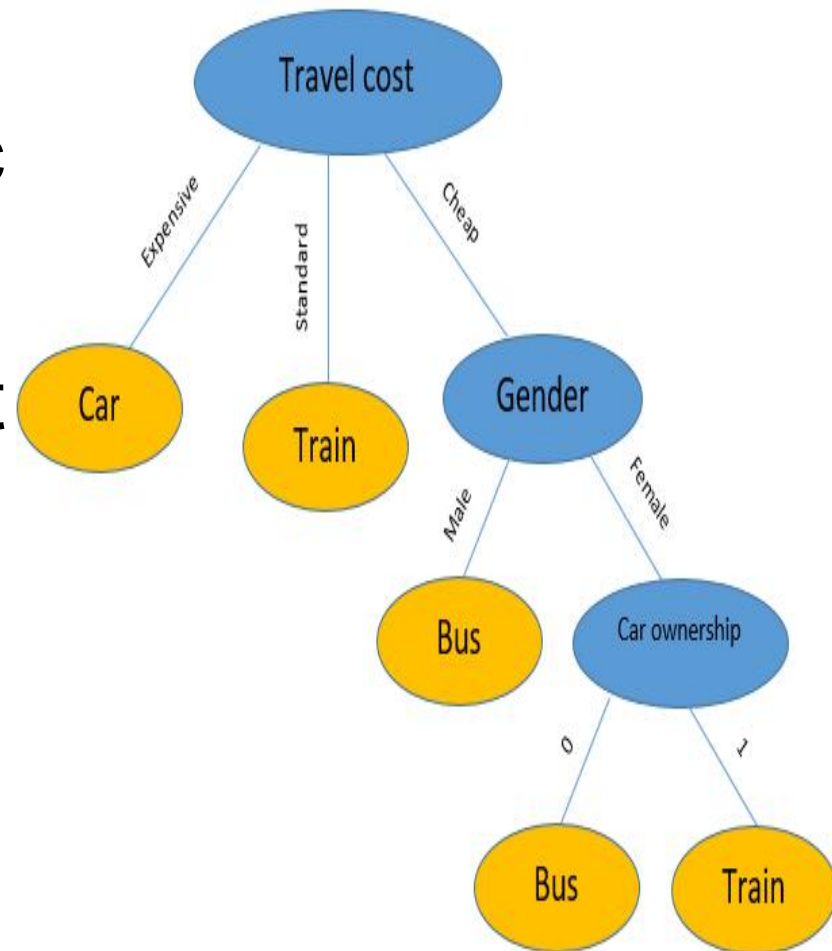 Travel cost
Expensive
Standard
Cheap
Car
Train
Gender
Male
Female
Bus
Car ownership
0
1
Bus
Train